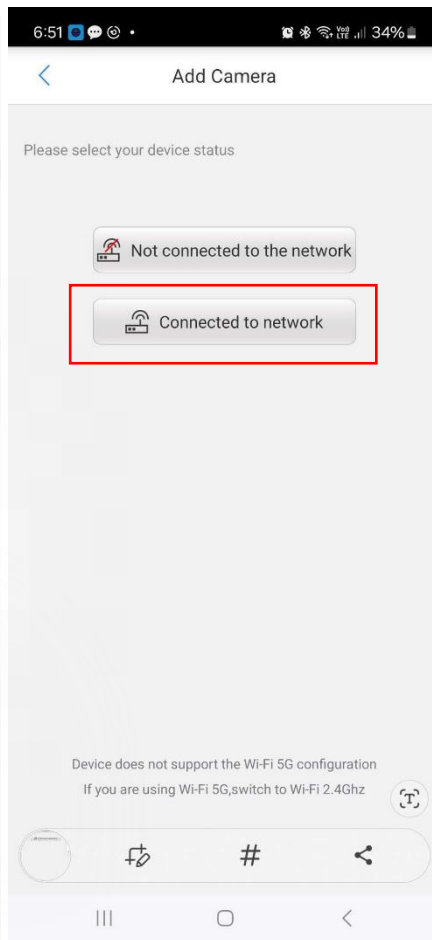 6:51
34%
Add Camera
Please select your device status
Not connected to the network
Connected to network
Device does not support the Wi-Fi 5G configuration
If you are using Wi-Fi 5G,switch to Wi-Fi 2.4Ghz